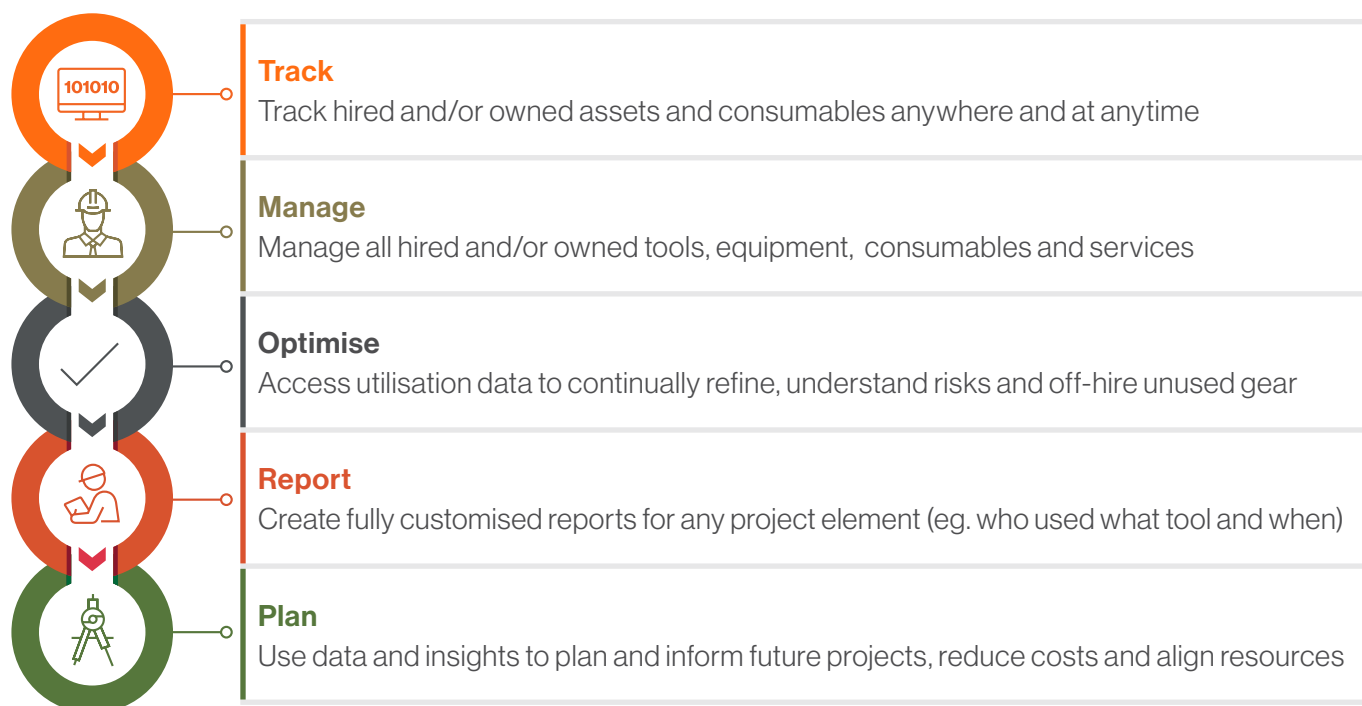 101010
Track
Track hired and/or owned assets and consumables anywhere and at anytime
Manage
Manage all hired and/or owned tools, equipment,  consumables and services
Optimise
Access utilisation data to continually refine, understand risks and off-hire unused gear
Report
Create fully customised reports for any project element (eg. who used what tool and when)
Plan
Use data and insights to plan and inform future projects, reduce costs and align resources